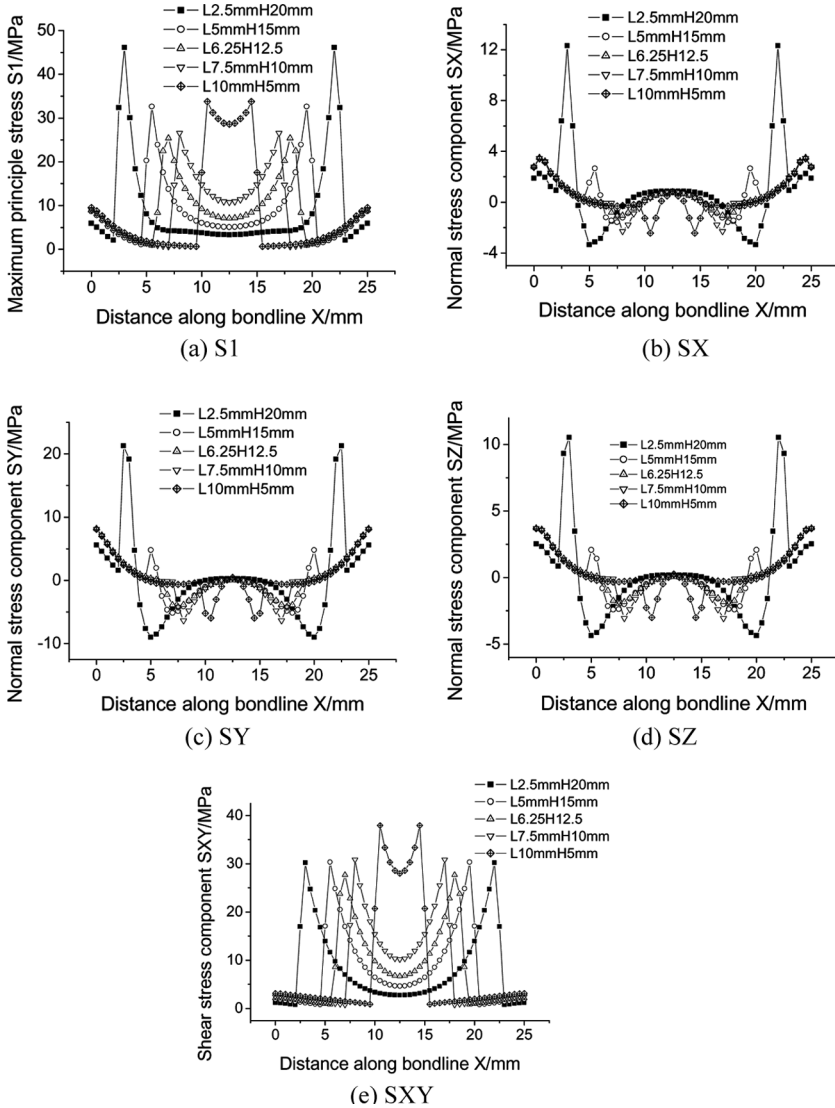 L2.5mmH20mm
L5mmH15mm
L6.25H12.5
L7.5mmH10mm
L10mmH5mm
Maximum principle stress S1/MPa
50
40
30
20
10
0
0 5 10 15 20 25
Distance along bondline X/mm
(a) S1
L2.5mmH20mm
L5mmH15mm
L6.25H12.5
L7.5mmH10mm
L10mmH5mm
Normal stress component SX/MPa
12
8
4
0
-4
0 5 10 15 20 25
Distance along bondline X/mm
(b) SX
L2.5mmH20mm
L5mmH15mm
L6.25H12.5
L7.5mmH10mm
L10mmH5mm
Normal stress component SY/MPa
20
10
0
-10
0 5 10 15 20 25
Distance along bondline X/mm
(c) SY
L2.5mmH20mm
L5mmH15mm
L6.25H12.5
L7.5mmH10mm
L10mmH5mm
Normal stress component SZ/MPa
10
5
0
-5
0 5 10 15 20 25
Distance along bondline X/mm
(d) SZ
L2.5mmH20mm
L5mmH15mm
L6.25H12.5
L7.5mmH10mm
L10mmH5mm
Shear stress component SXY/MPa
40
30
20
10
0
0 5 10 15 20 25
Distance along bondline X/mm
(e) SXY